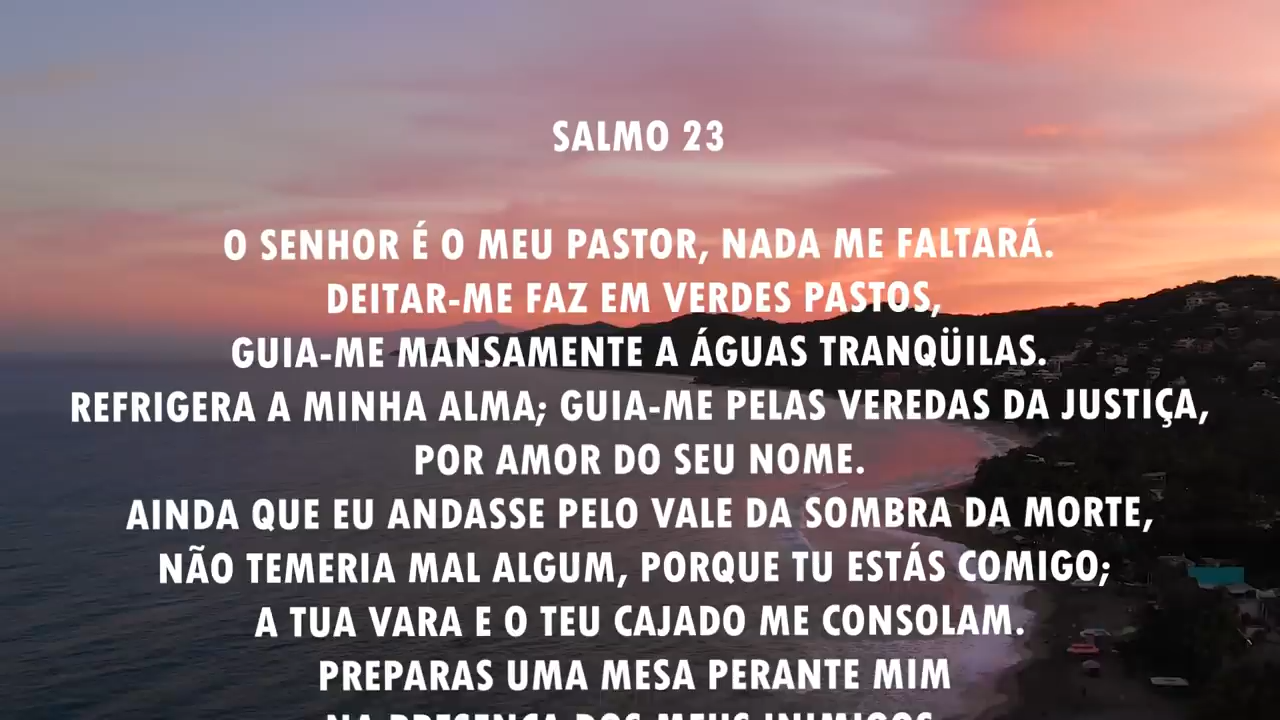 SALMO 23
O SENHOR É O MEU PASTOR, NADA ME FALTARÁ.
DEITAR-ME FAZ EM VERDES PASTOS,
GUIA-ME MANSAMENTE A ÁGUAS TRANQÜILAS.
REFRIGERA A MINHA ALMA; GUIA-ME PELAS VEREDAS DA JUSTIÇA,
POR AMOR DO SEU NOME.
AINDA QUE EU ANDASSE PELO VALE DA SOMBRA DA MORTE,
NÃO TEMERIA MAL ALGUM, PORQUE TU ESTÁS COMIGO;
A TUA VARA E O TEU CAJADO ME CONSOLAM.
PREPARAS UMA MESA PERANTE MIM